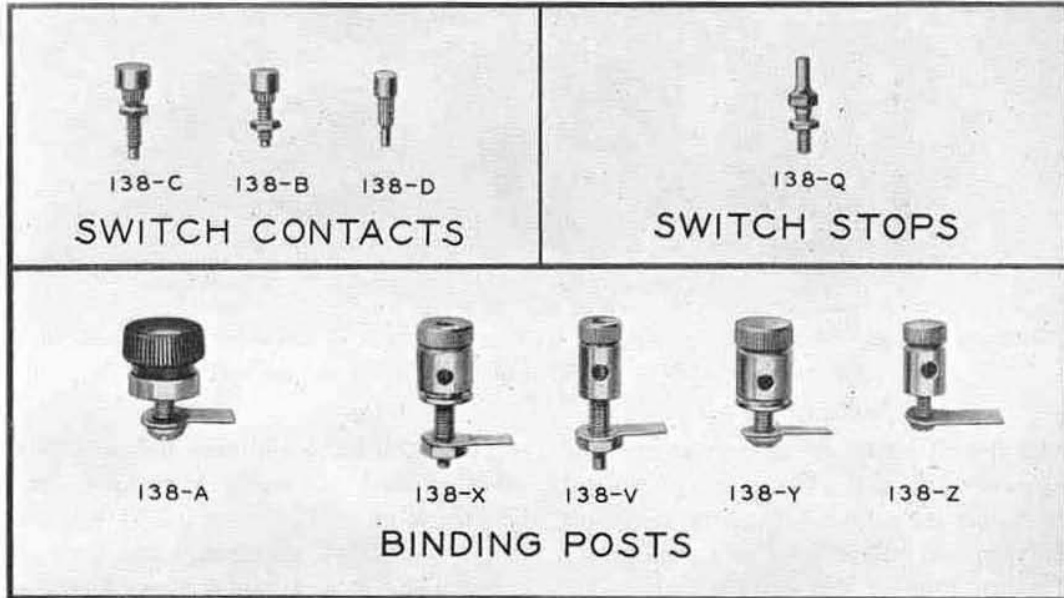 138-C 138-B 138-D
SWITCH CONTACTS
138-Q
SWITCH STOPS
138-A 138-X 138-V 138-Y 138-Z
BINDING POSTS